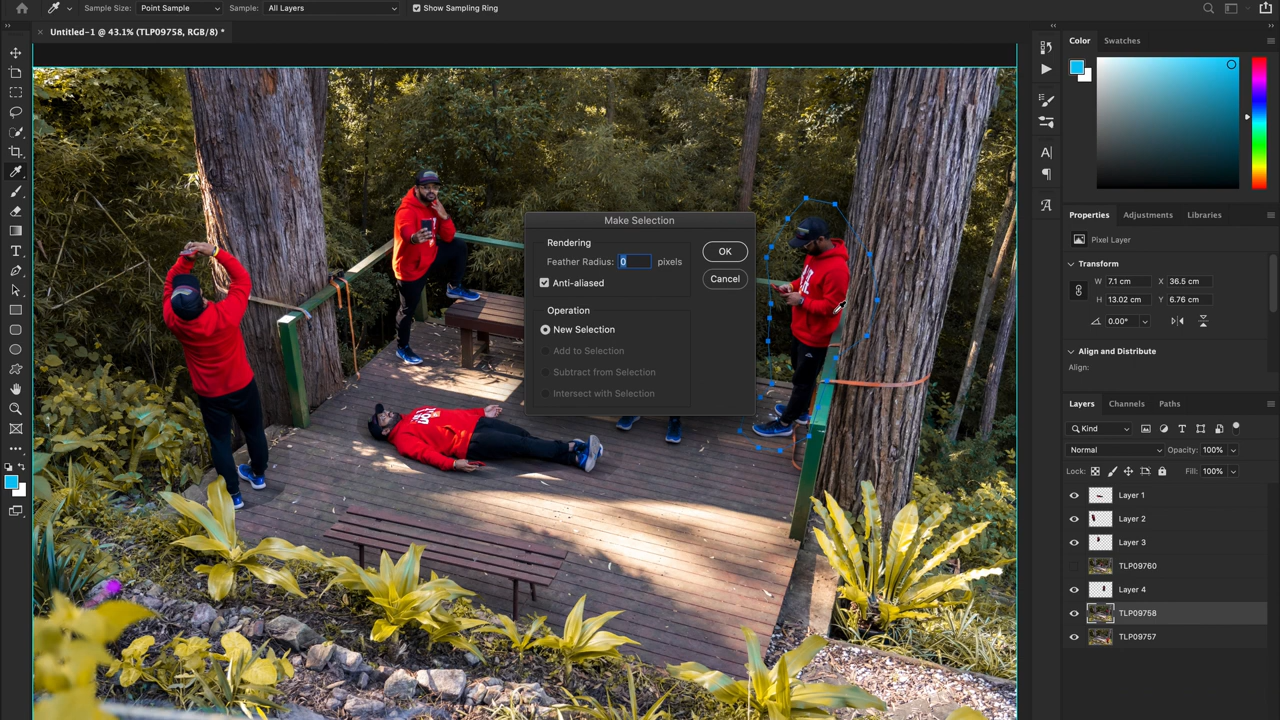 Sample Size: Point Sample Sample: All Layers Show Sampling Ring
Untitled-1 @ 43.1% (TLP09758, RGB/8) *
Color Swatches
Make Selection
Rendering
Feather Radius: 0 pixels
Anti-aliased
Operation
New Selection
Add to Selection
Subtract from Selection
Intersect with Selection
OK
Cancel
Properties Adjustments Libraries
Pixel Layer
Transform
W 7.1 cm X 36.5 cm
H 13.02 cm Y 6.76 cm
0.00°
Align and Distribute
Align:
Layers Channels Paths
Kind
Normal Opacity: 100%
Lock: Fill: 100%
Layer 1
Layer 2
Layer 3
TLP09760
Layer 4
TLP09758
TLP09757